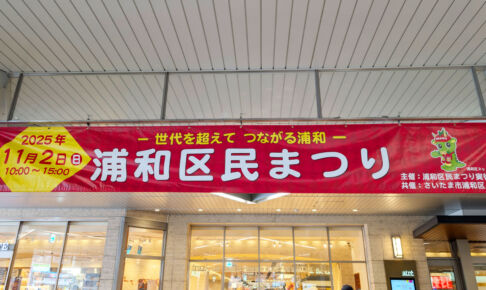 2025年
11月2日(日)
10:00～15:00
ー 世代を超えて つながる浦和 ー
浦和区民まつり
主催：浦和区民まつり実
共催：さいたま市浦和区
atré